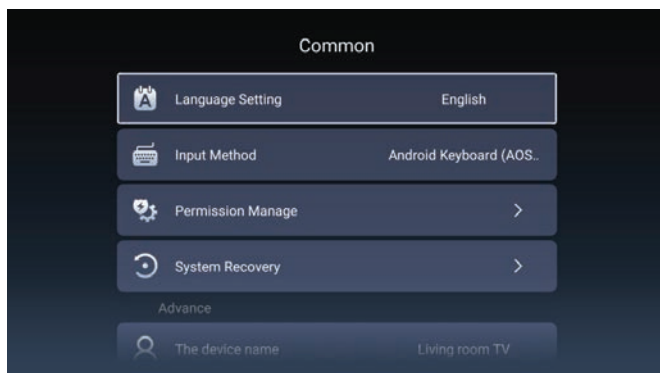 Common
Language Setting English
Input Method Android Keyboard (AOS..
Permission Manage
System Recovery
Advance
The device name Living room TV